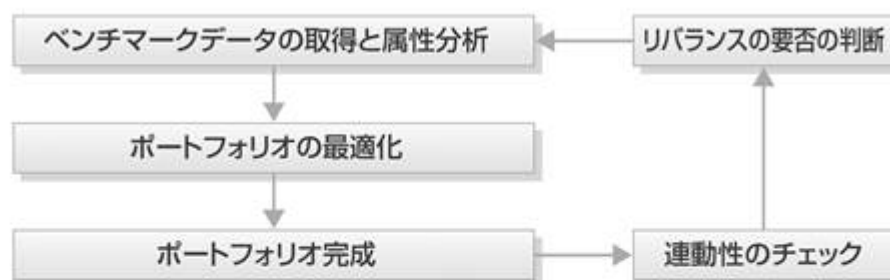 ベンチマークデータの取得と属性分析
リバランスの要否の判断
ポートフォリオの最適化
ポートフォリオ完成
連動性のチェック